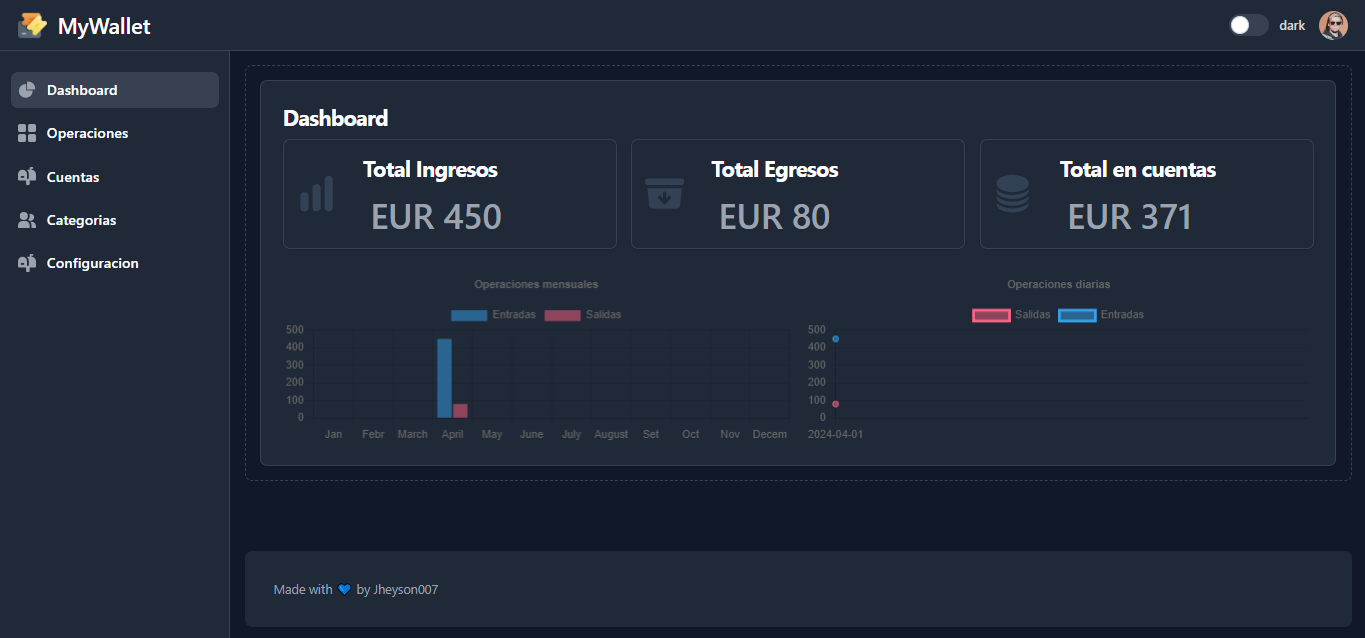 MyWallet
dark
Dashboard
Operaciones
Cuentas
Categorias
Configuracion
Dashboard
Total Ingresos
EUR 450
Total Egresos
EUR 80
Total en cuentas
EUR 371
Operaciones mensuales
Entradas Salidas
500
400
300
200
100
0
Jan Febr March April May June July August Set Oct Nov Decem
Operaciones diarias
Salidas Entradas
500
400
300
200
100
0
2024-04-01
Made with 💙 by Jheyson007